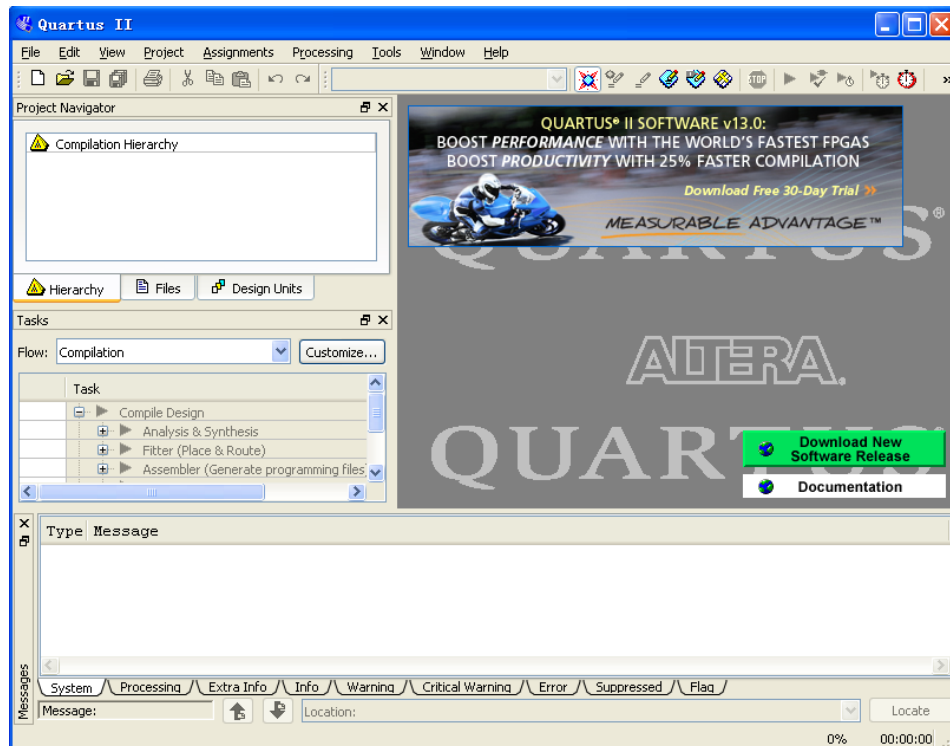 Quartus II
File Edit View Project Assignments Processing Tools Window Help
STOP
Project Navigator
Compilation Hierarchy
Hierarchy Files Design Units
Tasks
Flow: Compilation Customize...
Task
Compile Design
Analysis & Synthesis
Fitter (Place & Route)
Assembler (Generate programming files)
QUARTUS® II SOFTWARE v13.0:
BOOST PERFORMANCE WITH THE WORLD'S FASTEST FPGAS
BOOST PRODUCTIVITY WITH 25% FASTER COMPILATION
Download Free 30-Day Trial »
MEASURABLE ADVANTAGE™
QUARTUS®
ALTERA.
QUARTUS
Download New
Software Release
Documentation
Type Message
Messages
System Processing Extra Info Info Warning Critical Warning Error Suppressed Flag
Message: Location: Locate
0% 00:00:00